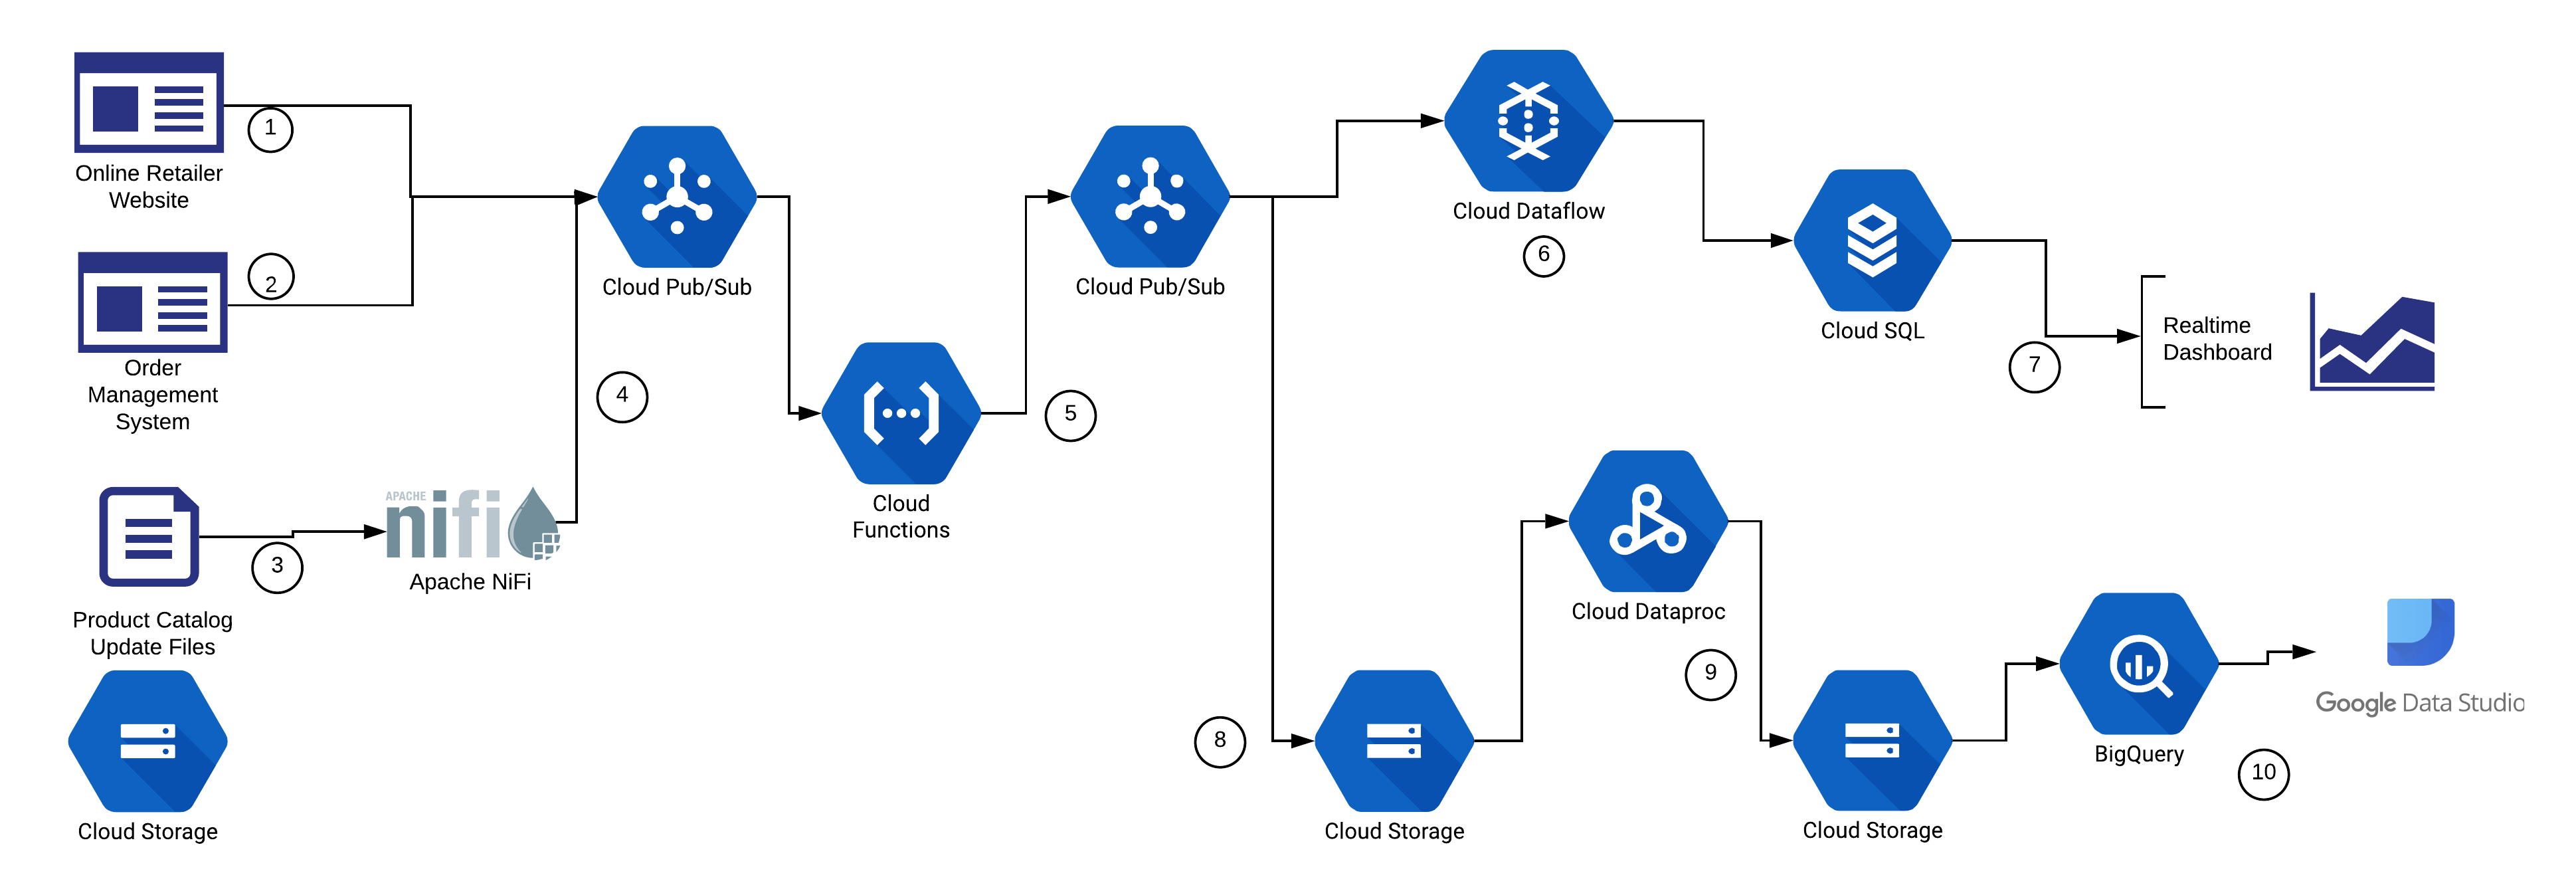 1
Online Retailer
Website
2
Order
Management
System
3
Product Catalog
Update Files
Cloud Storage
APACHE
nifi
Apache NiFi
4
Cloud Pub/Sub
Cloud
Functions
5
Cloud Pub/Sub
Cloud Dataflow
6
Cloud SQL
7
Realtime
Dashboard
8
Cloud Storage
Cloud Dataproc
9
Cloud Storage
BigQuery
10
Google Data Studio